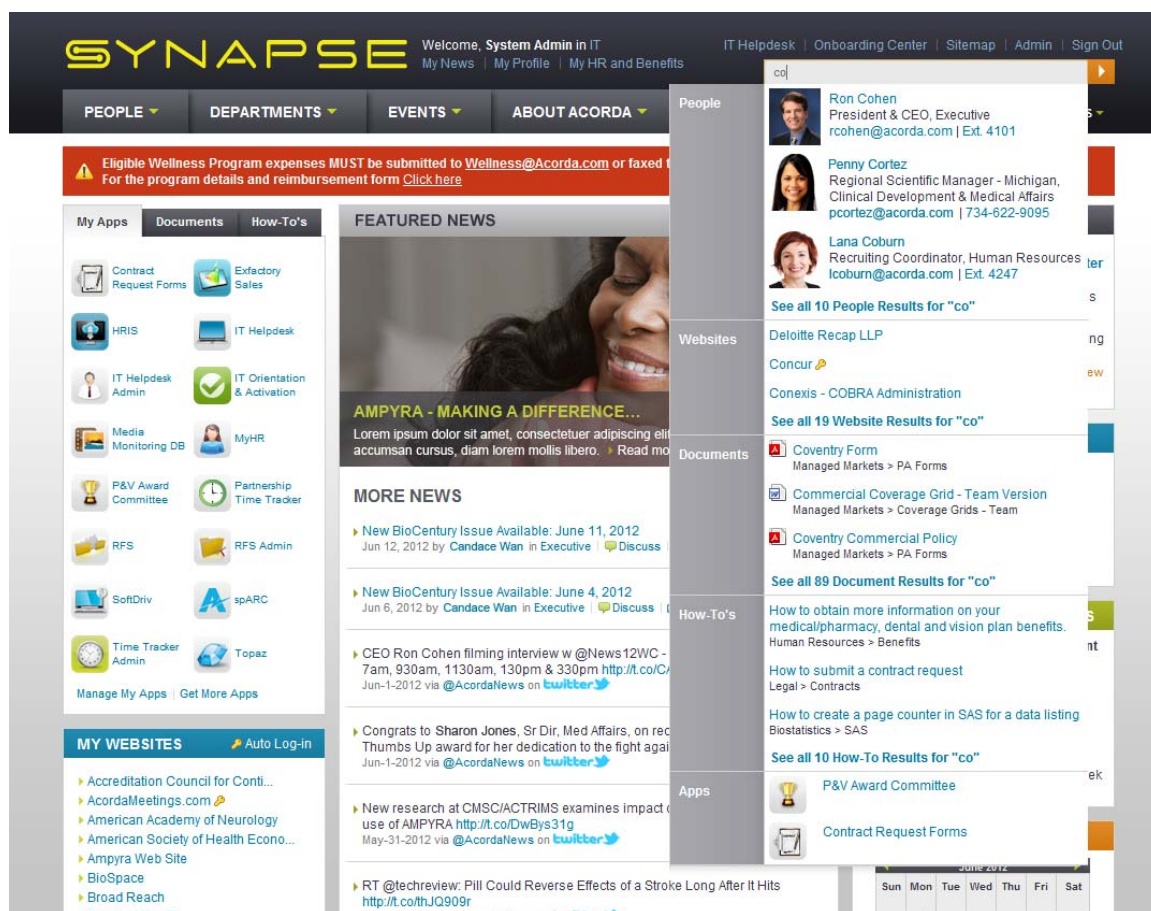 SYNAPSE
Welcome, System Admin in IT
My News | My Profile | My HR and Benefits
IT Helpdesk | Onboarding Center | Sitemap | Admin | Sign Out
co
PEOPLE
DEPARTMENTS
EVENTS
ABOUT ACORDA
Eligible Wellness Program expenses MUST be submitted to Wellness@Acorda.com or faxed
For the program details and reimbursement form Click here
My Apps
Documents
How-To's
Contract
Request Forms
Exfactory
Sales
HRIS
IT Helpdesk
IT Helpdesk
Admin
IT Orientation
& Activation
Media
Monitoring DB
MyHR
P&V Award
Committee
Partnership
Time Tracker
RFS
RFS Admin
SoftDriv
spARC
Time Tracker
Admin
Topaz
Manage My Apps | Get More Apps
MY WEBSITES
Auto Log-in
Accreditation Council for Conti...
AcordaMeetings.com
American Academy of Neurology
American Society of Health Econo...
Ampyra Web Site
BioSpace
Broad Reach
FEATURED NEWS
AMPYRA - MAKING A DIFFERENCE...
Lorem ipsum dolor sit amet, consectetuer adipiscing elit
accumsan cursus, diam lorem mollis libero. Read mo
MORE NEWS
New BioCentury Issue Available: June 11, 2012
Jun 12, 2012 by Candace Wan in Executive | Discuss |
New BioCentury Issue Available: June 4, 2012
Jun 6, 2012 by Candace Wan in Executive | Discuss |
CEO Ron Cohen filming interview w @News12WC -
7am, 930am, 1130am, 130pm & 330pm http://t.co/CA
Jun-1-2012 via @AcordaNews on twitter
Congrats to Sharon Jones, Sr Dir, Med Affairs, on rec
Thumbs Up award for her dedication to the fight agai
Jun-1-2012 via @AcordaNews on twitter
New research at CMSC/ACTRIMS examines impact
use of AMPYRA http://t.co/DwBys31g
May-31-2012 via @AcordaNews on twitter
RT @techreview: Pill Could Reverse Effects of a Stroke Long After It Hits
http://t.co/thJQ909r
People
Ron Cohen
President & CEO, Executive
rcohen@acorda.com | Ext. 4101
Penny Cortez
Regional Scientific Manager - Michigan,
Clinical Development & Medical Affairs
pcortez@acorda.com | 734-622-9095
Lana Coburn
Recruiting Coordinator, Human Resources
lcoburn@acorda.com | Ext. 4247
See all 10 People Results for "co"
Websites
Deloitte Recap LLP
Concur
Conexis - COBRA Administration
See all 19 Website Results for "co"
Documents
Coventry Form
Managed Markets > PA Forms
Commercial Coverage Grid - Team Version
Managed Markets > Coverage Grids - Team
Coventry Commercial Policy
Managed Markets > PA Forms
See all 89 Document Results for "co"
How-To's
How to obtain more information on your
medical/pharmacy, dental and vision plan benefits.
Human Resources > Benefits
How to submit a contract request
Legal > Contracts
How to create a page counter in SAS for a data listing
Biostatistics > SAS
See all 10 How-To Results for "co"
Apps
P&V Award Committee
Contract Request Forms
ter
s
ng
ew
S
nt
ek
June 2012
Sun Mon Tue Wed Thu Fri Sat